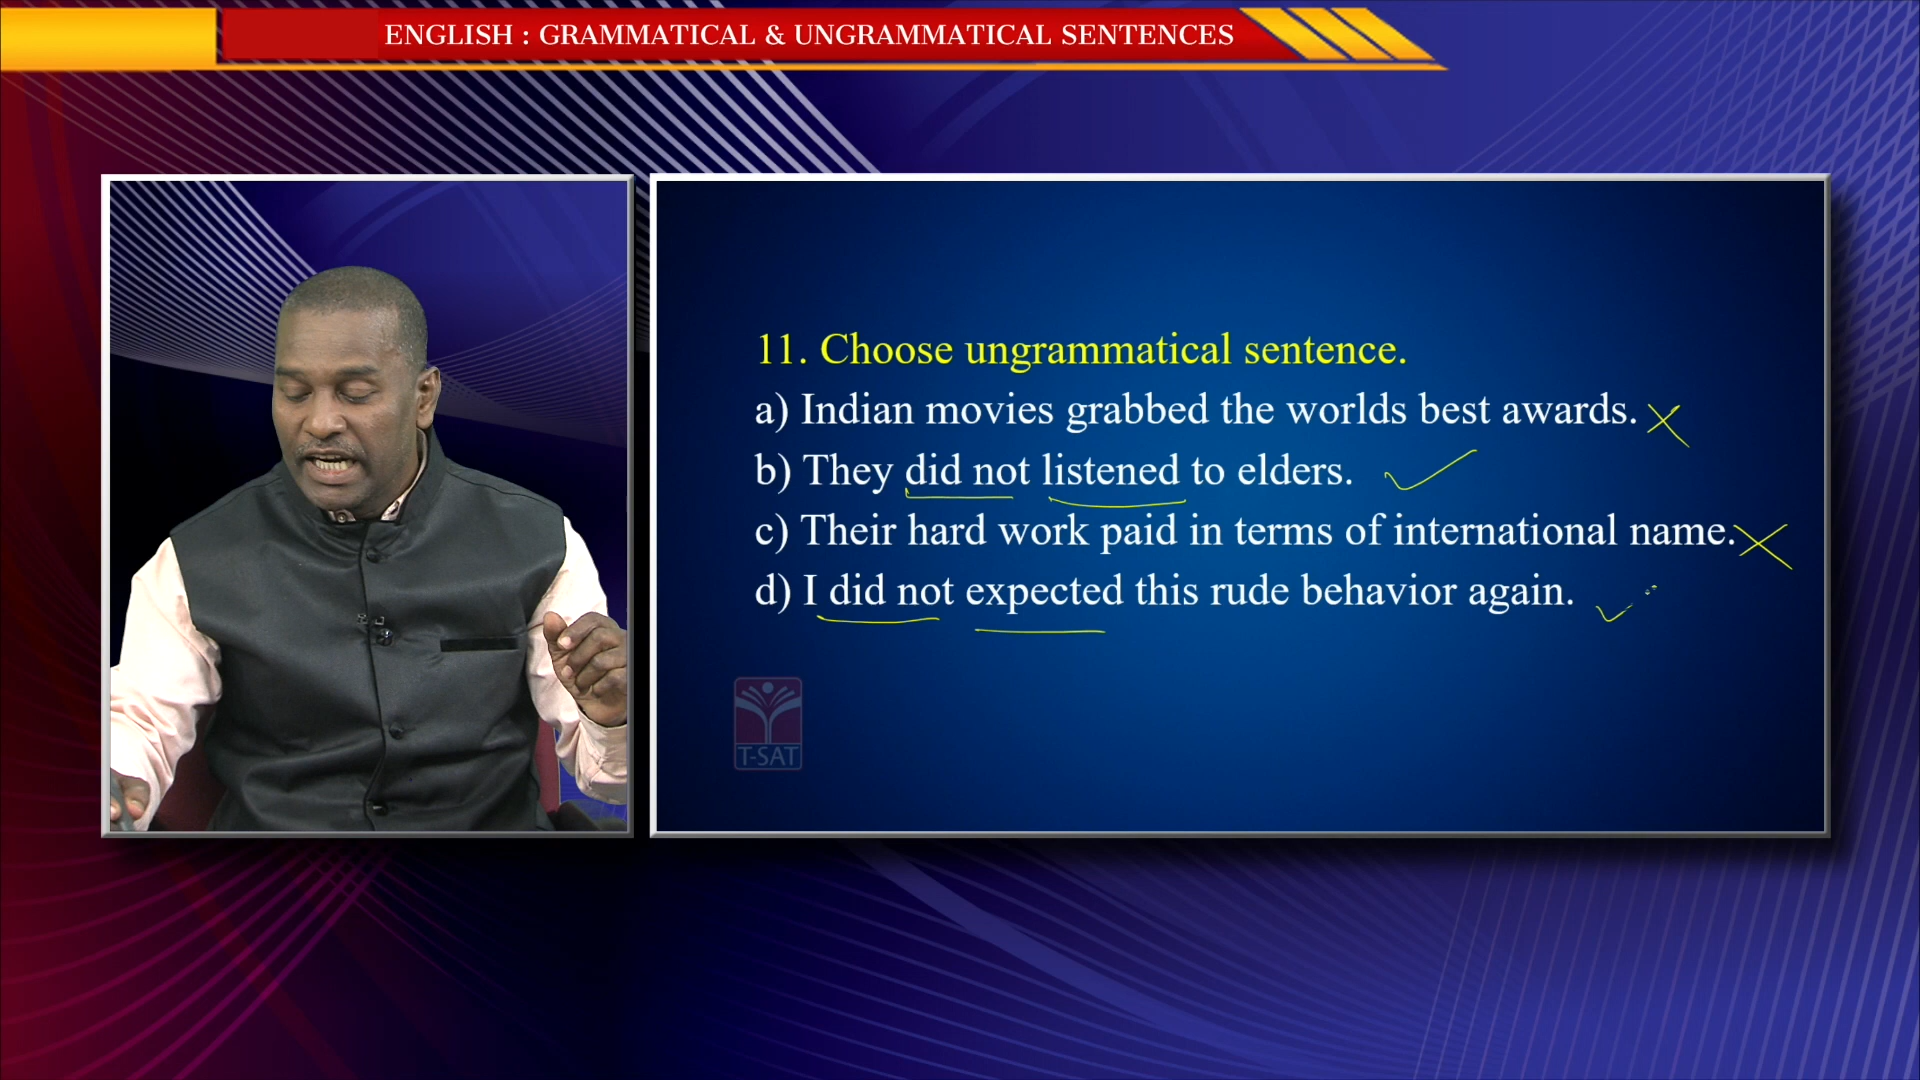 ENGLISH : GRAMMATICAL & UNGRAMMATICAL SENTENCES
11. Choose ungrammatical sentence.
a) Indian movies grabbed the worlds best awards.
b) They did not listened to elders.
c) Their hard work paid in terms of international name.
d) I did not expected this rude behavior again.
T-SAT